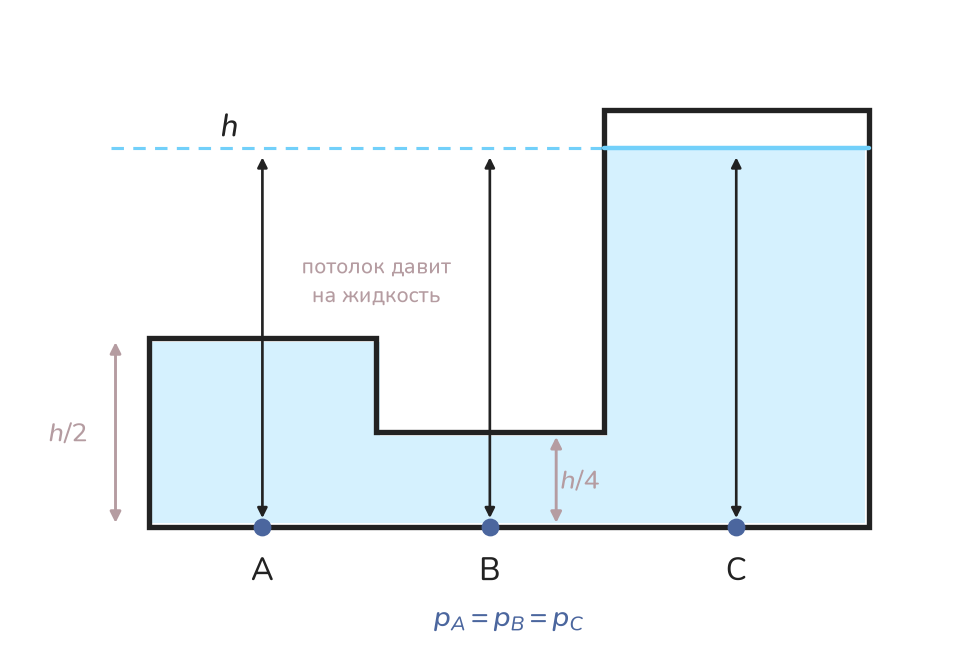 h
потолок давит
на жидкость
h/2
h/4
A B C
p_A = p_B = p_C